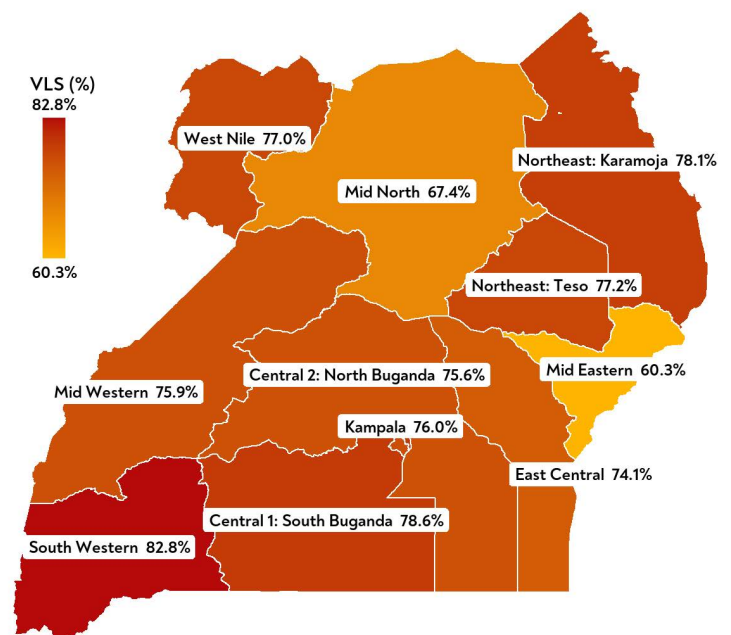 VLS (%)
82.8%
60.3%
West Nile 77.0%
Northeast: Karamoja 78.1%
Mid North 67.4%
Northeast: Teso 77.2%
Mid Eastern 60.3%
Central 2: North Buganda 75.6%
Mid Western 75.9%
Kampala 76.0%
East Central 74.1%
Central 1: South Buganda 78.6%
South Western 82.8%